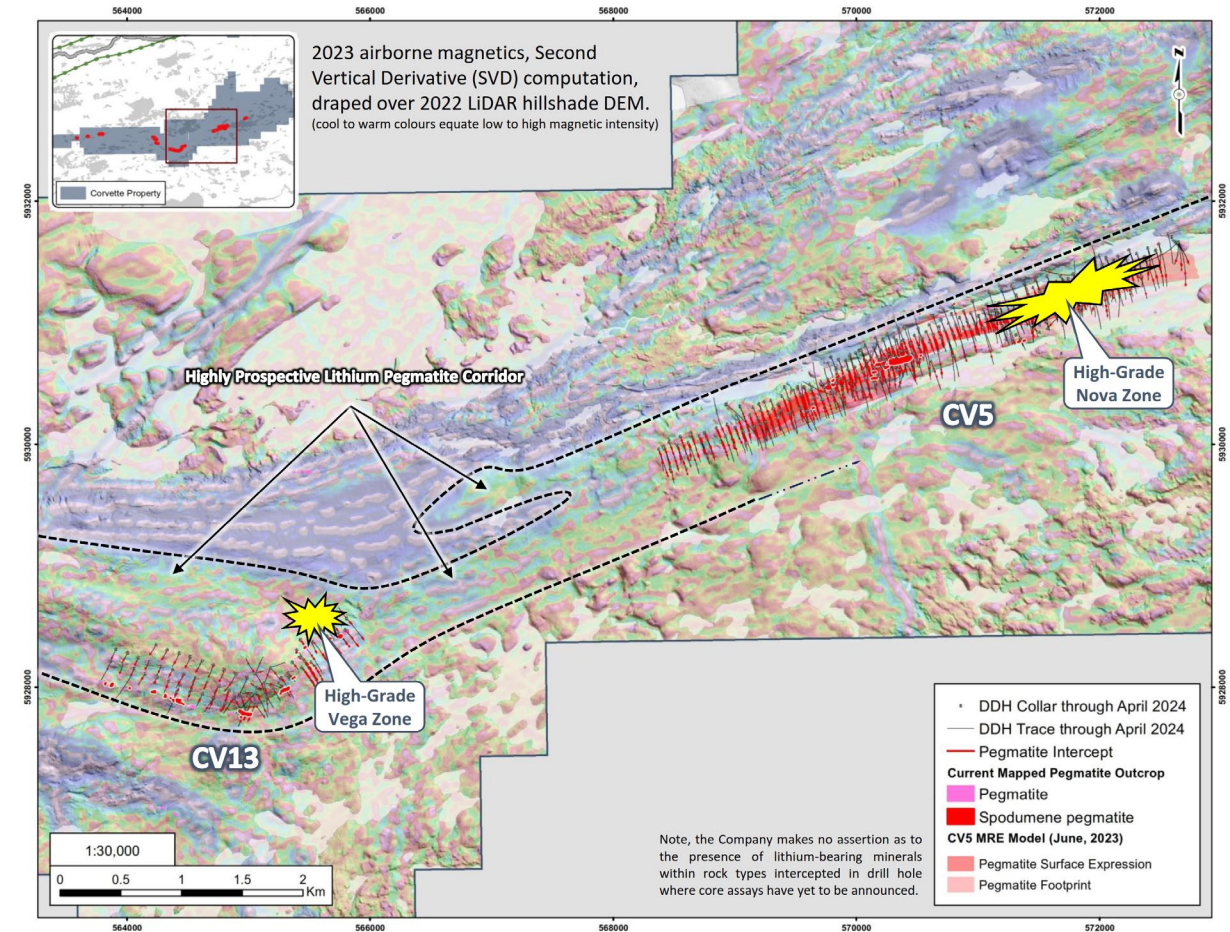 564000
566000
568000
570000
572000
2023 airborne magnetics, Second
Vertical Derivative (SVD) computation,
draped over 2022 LiDAR hillshade DEM.
(cool to warm colours equate low to high magnetic intensity)
Corvette Property
N
5932000
5932000
Highly Prospective Lithium Pegmatite Corridor
High-Grade
Nova Zone
CV5
5930000
5930000
High-Grade
Vega Zone
CV13
5928000
5928000
DDH Collar through April 2024
DDH Trace through April 2024
Pegmatite Intercept
Current Mapped Pegmatite Outcrop
Pegmatite
Spodumene pegmatite
CV5 MRE Model (June, 2023)
Pegmatite Surface Expression
Pegmatite Footprint
Note, the Company makes no assertion as to
the presence of lithium-bearing minerals
within rock types intercepted in drill hole
where core assays have yet to be announced.
1:30,000
0 0.5 1 1.5 2
Km
564000
566000
568000
570000
572000